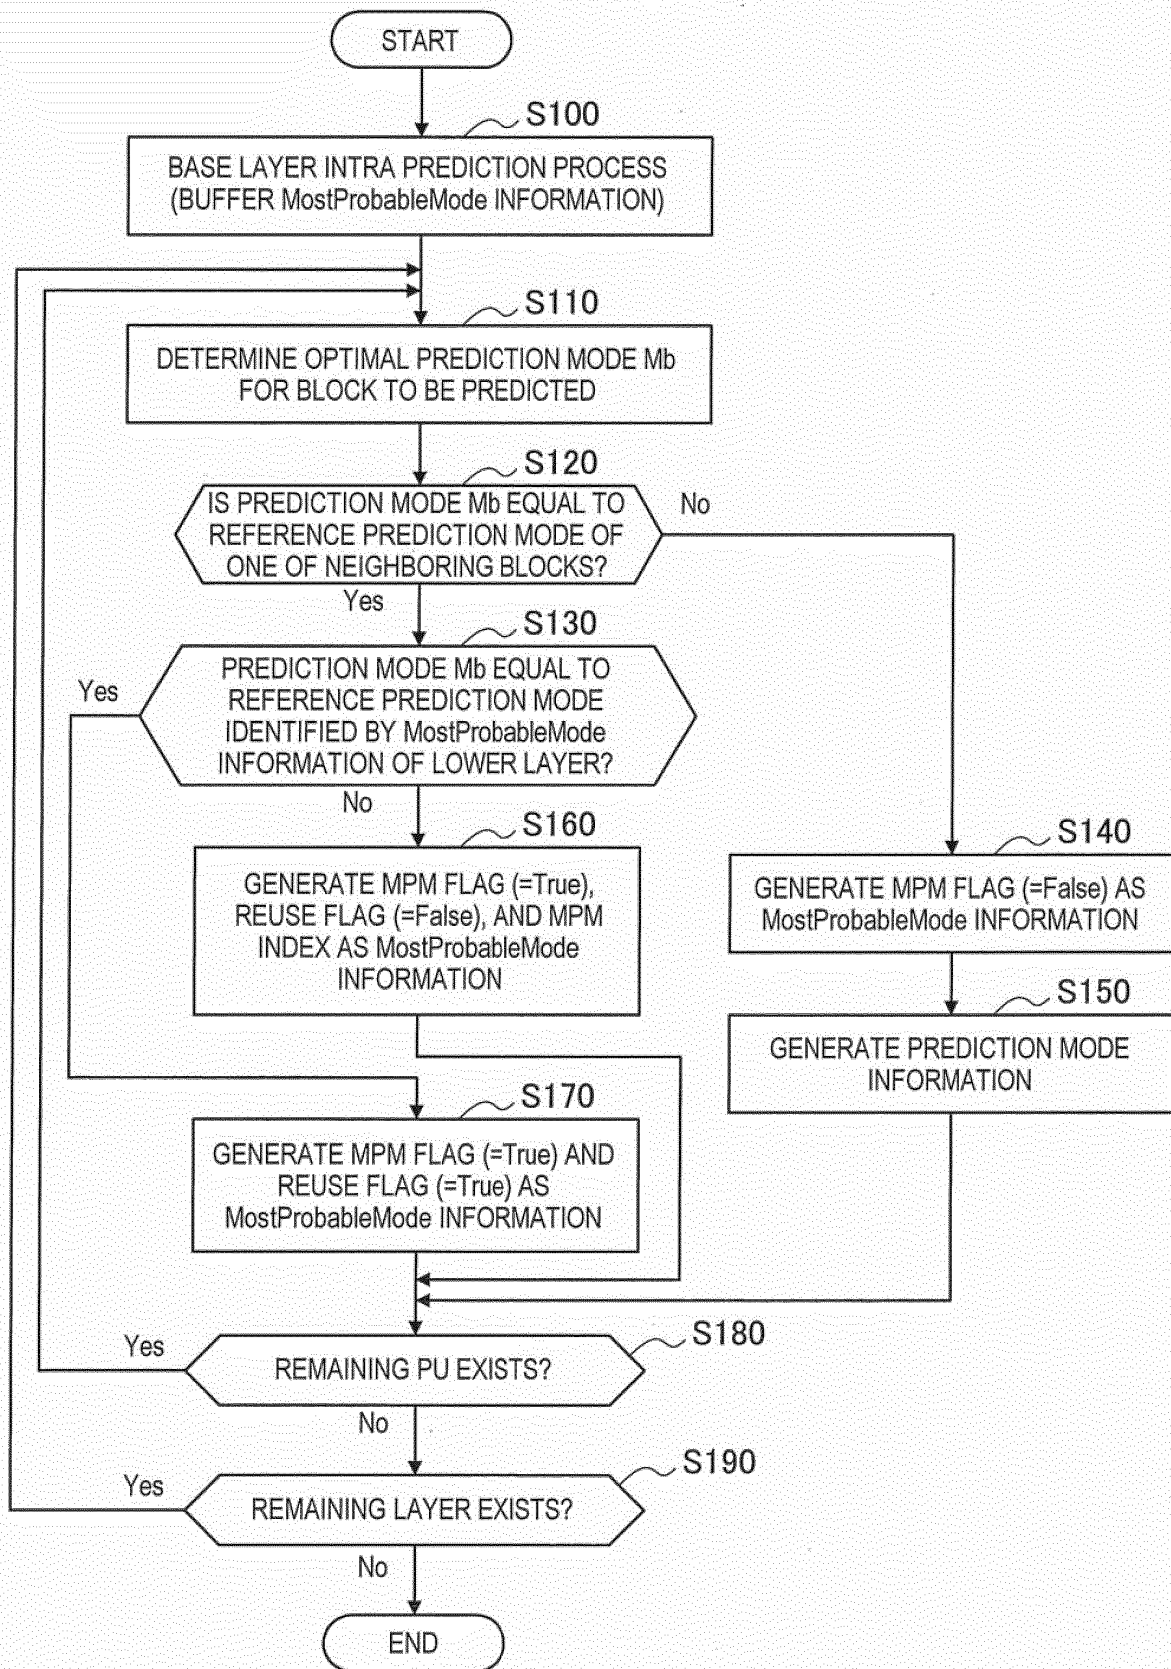 START
S100
BASE LAYER INTRA PREDICTION PROCESS
(BUFFER MostProbableMode INFORMATION)
S110
DETERMINE OPTIMAL PREDICTION MODE Mb
FOR BLOCK TO BE PREDICTED
S120
IS PREDICTION MODE Mb EQUAL TO
REFERENCE PREDICTION MODE OF
ONE OF NEIGHBORING BLOCKS?
No
Yes
S130
PREDICTION MODE Mb EQUAL TO
REFERENCE PREDICTION MODE
IDENTIFIED BY MostProbableMode
INFORMATION OF LOWER LAYER?
Yes
No
S160
GENERATE MPM FLAG (=True),
REUSE FLAG (=False), AND MPM
INDEX AS MostProbableMode
INFORMATION
S140
GENERATE MPM FLAG (=False) AS
MostProbableMode INFORMATION
S150
GENERATE PREDICTION MODE
INFORMATION
S170
GENERATE MPM FLAG (=True) AND
REUSE FLAG (=True) AS
MostProbableMode INFORMATION
S180
Yes
REMAINING PU EXISTS?
No
S190
Yes
REMAINING LAYER EXISTS?
No
END